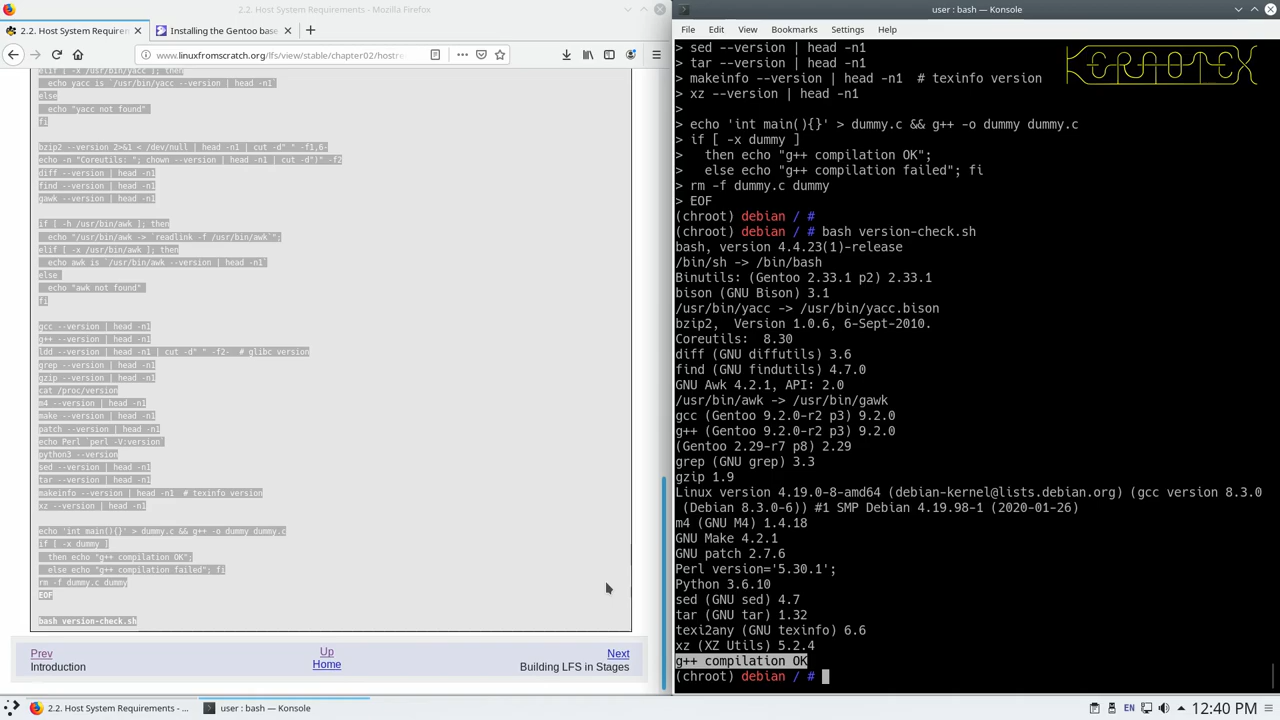 2.2. Host System Requirements - Mozilla Firefox
2.2. Host System Requirem
Installing the Gentoo base
www.linuxfromscratch.org/lfs/view/stable/chapter02/hostre
elif [ -x /usr/bin/yacc ]; then
echo yacc is `/usr/bin/yacc --version | head -n1`
else
echo "yacc not found"
fi
bzip2 --version 2>&1 < /dev/null | head -n1 | cut -d" " -f1,6-
echo -n "Coreutils: "; chown --version | head -n1 | cut -d")" -f2
diff --version | head -n1
find --version | head -n1
gawk --version | head -n1
if [ -h /usr/bin/awk ]; then
echo "/usr/bin/awk -> `readlink -f /usr/bin/awk`";
elif [ -x /usr/bin/awk ]; then
echo awk is `/usr/bin/awk --version | head -n1`
else
echo "awk not found"
fi
gcc --version | head -n1
g++ --version | head -n1
ldd --version | head -n1 | cut -d" " -f2-  # glibc version
grep --version | head -n1
gzip --version | head -n1
cat /proc/version
m4 --version | head -n1
make --version | head -n1
patch --version | head -n1
echo Perl `perl -V:version`
python3 --version
sed --version | head -n1
tar --version | head -n1
makeinfo --version | head -n1  # texinfo version
xz --version | head -n1
echo 'int main(){}' > dummy.c && g++ -o dummy dummy.c
if [ -x dummy ]
then echo "g++ compilation OK";
else echo "g++ compilation failed"; fi
rm -f dummy.c dummy
EOF
bash version-check.sh
Prev
Introduction
Up
Home
Next
Building LFS in Stages
user : bash — Konsole
File Edit View Bookmarks Settings Help
KERNOTEX
> sed --version | head -n1
> tar --version | head -n1
> makeinfo --version | head -n1  # texinfo version
> xz --version | head -n1
>
> echo 'int main(){}' > dummy.c && g++ -o dummy dummy.c
> if [ -x dummy ]
>   then echo "g++ compilation OK";
>   else echo "g++ compilation failed"; fi
> rm -f dummy.c dummy
> EOF
(chroot) debian / #
(chroot) debian / # bash version-check.sh
bash, version 4.4.23(1)-release
/bin/sh -> /bin/bash
Binutils: (Gentoo 2.33.1 p2) 2.33.1
bison (GNU Bison) 3.1
/usr/bin/yacc -> /usr/bin/yacc.bison
bzip2,  Version 1.0.6, 6-Sept-2010.
Coreutils:  8.30
diff (GNU diffutils) 3.6
find (GNU findutils) 4.7.0
GNU Awk 4.2.1, API: 2.0
/usr/bin/awk -> /usr/bin/gawk
gcc (Gentoo 9.2.0-r2 p3) 9.2.0
g++ (Gentoo 9.2.0-r2 p3) 9.2.0
(Gentoo 2.29-r7 p8) 2.29
grep (GNU grep) 3.3
gzip 1.9
Linux version 4.19.0-8-amd64 (debian-kernel@lists.debian.org) (gcc version 8.3.0
(Debian 8.3.0-6)) #1 SMP Debian 4.19.98-1 (2020-01-26)
m4 (GNU M4) 1.4.18
GNU Make 4.2.1
GNU patch 2.7.6
Perl version='5.30.1';
Python 3.6.10
sed (GNU sed) 4.7
tar (GNU tar) 1.32
texi2any (GNU texinfo) 6.6
xz (XZ Utils) 5.2.4
g++ compilation OK
(chroot) debian / #
2.2. Host System Requirements - ...
user : bash — Konsole
EN
12:40 PM